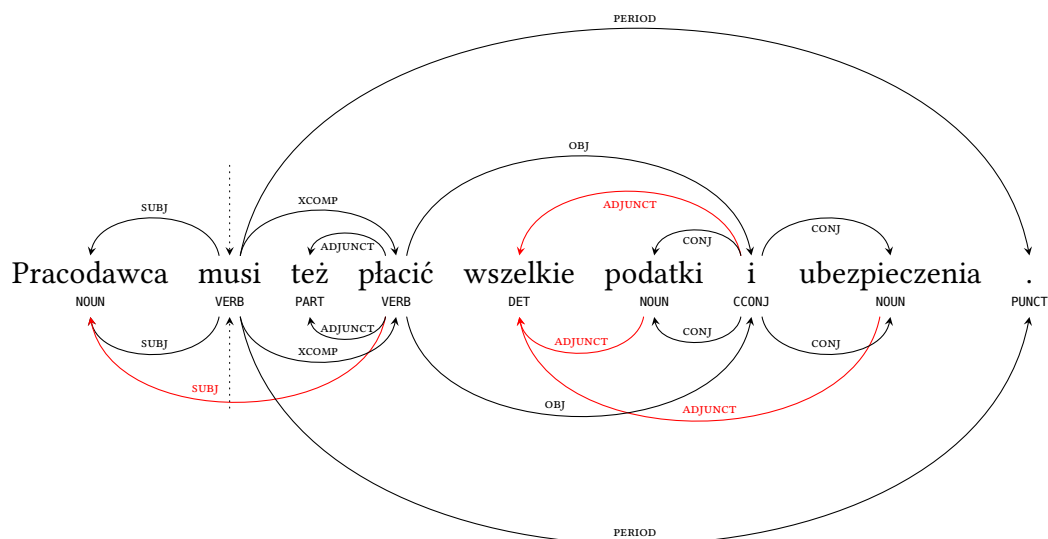 PERIOD
OBJ
SUBJ XCOMP ADJUNCT CONJ CONJ
ADJUNCT
Pracodawca musi też płacić wszelkie podatki i ubezpieczenia .
NOUN VERB PART VERB DET NOUN CCONJ NOUN PUNCT
ADJUNCT CONJ
SUBJ XCOMP ADJUNCT CONJ
SUBJ OBJ ADJUNCT
PERIOD